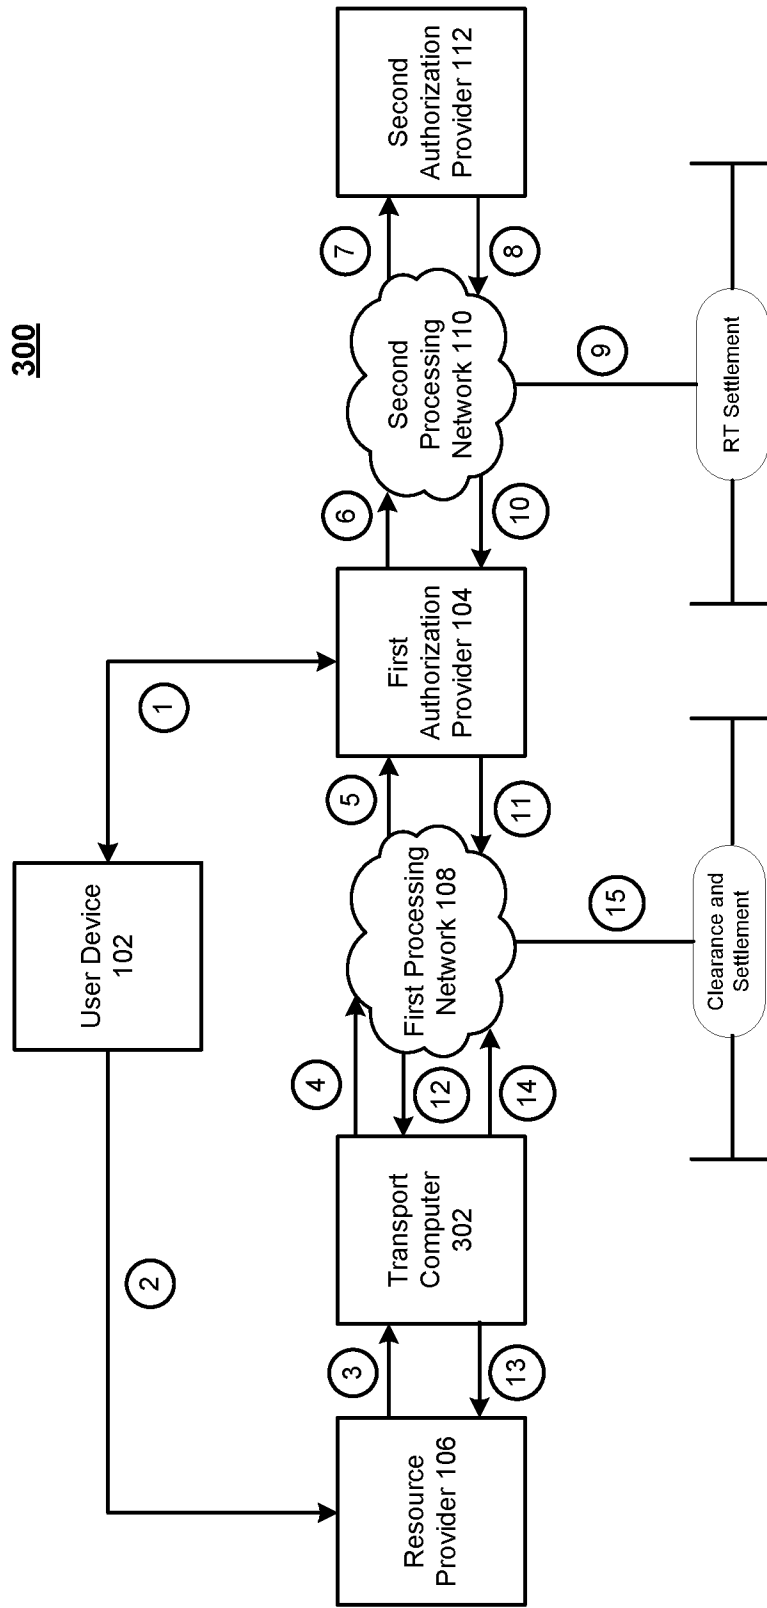 300
User Device
102
1
2
Resource
Provider 106
3
13
Transport
Computer
302
4
12
14
First Processing
Network 108
5
11
First
Authorization
Provider 104
6
10
Second
Processing
Network 110
7
8
Second
Authorization
Provider 112
15
Clearance and
Settlement
9
RT Settlement